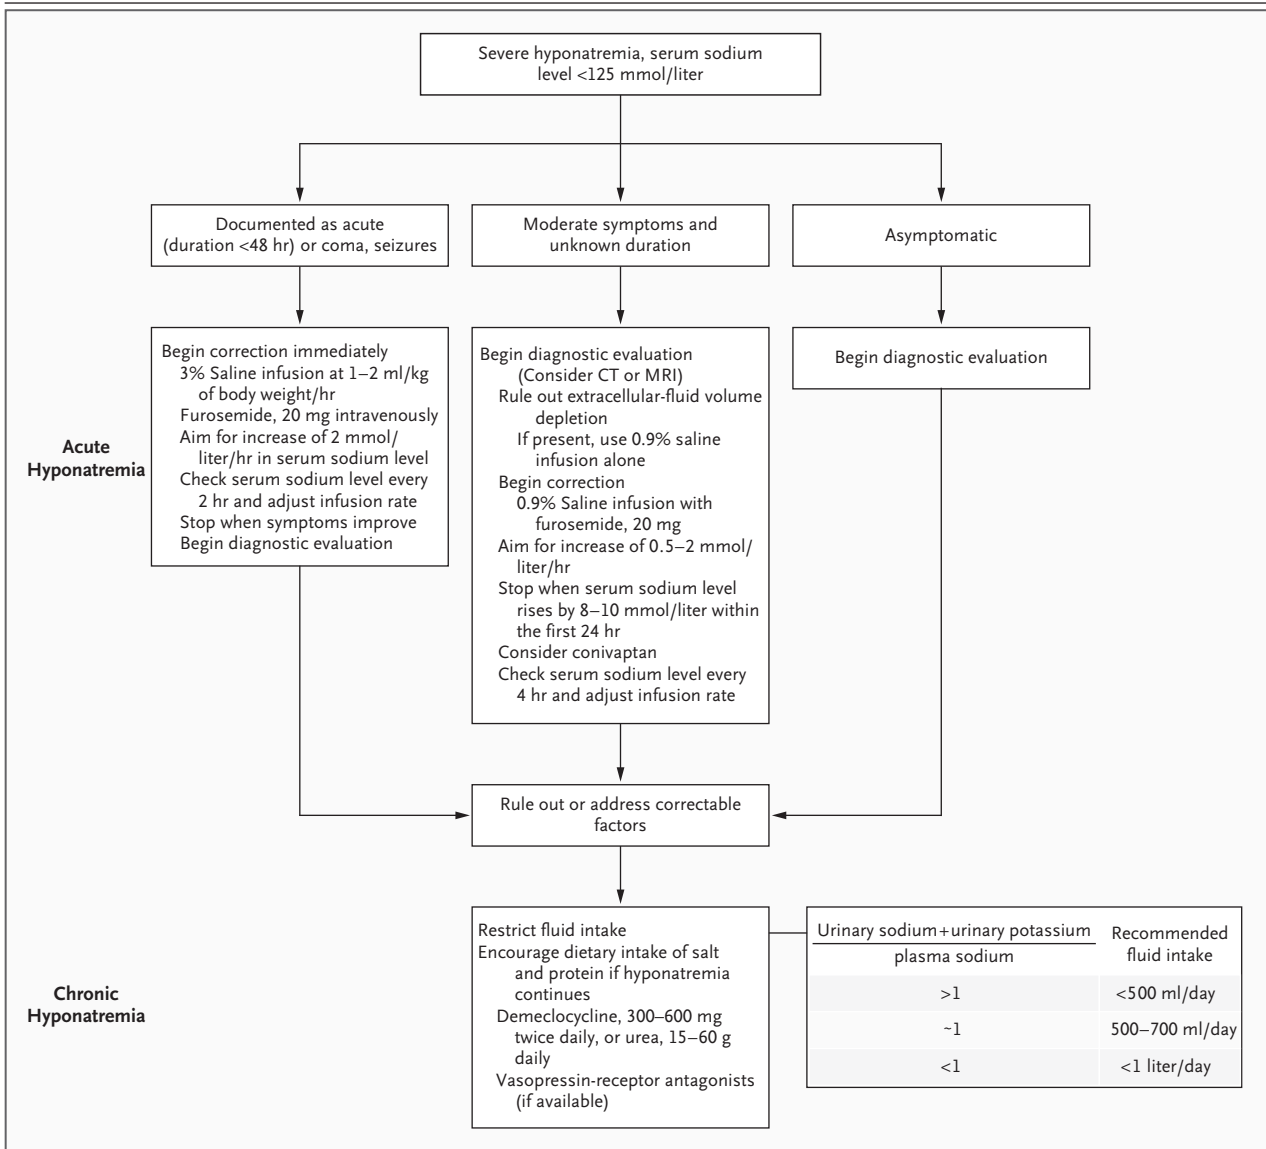 Severe hyponatremia, serum sodium
level <125 mmol/liter
Documented as acute
(duration <48 hr) or coma, seizures
Moderate symptoms and
unknown duration
Asymptomatic
Acute
Hyponatremia
Begin correction immediately
3% Saline infusion at 1–2 ml/kg
of body weight/hr
Furosemide, 20 mg intravenously
Aim for increase of 2 mmol/
liter/hr in serum sodium level
Check serum sodium level every
2 hr and adjust infusion rate
Stop when symptoms improve
Begin diagnostic evaluation
Begin diagnostic evaluation
(Consider CT or MRI)
Rule out extracellular-fluid volume
depletion
If present, use 0.9% saline
infusion alone
Begin correction
0.9% Saline infusion with
furosemide, 20 mg
Aim for increase of 0.5–2 mmol/
liter/hr
Stop when serum sodium level
rises by 8–10 mmol/liter within
the first 24 hr
Consider conivaptan
Check serum sodium level every
4 hr and adjust infusion rate
Begin diagnostic evaluation
Rule out or address correctable
factors
Chronic
Hyponatremia
Restrict fluid intake
Encourage dietary intake of salt
and protein if hyponatremia
continues
Demeclocycline, 300–600 mg
twice daily, or urea, 15–60 g
daily
Vasopressin-receptor antagonists
(if available)
Urinary sodium+urinary potassium
plasma sodium
Recommended
fluid intake
>1 <500 ml/day
~1 500–700 ml/day
<1 <1 liter/day